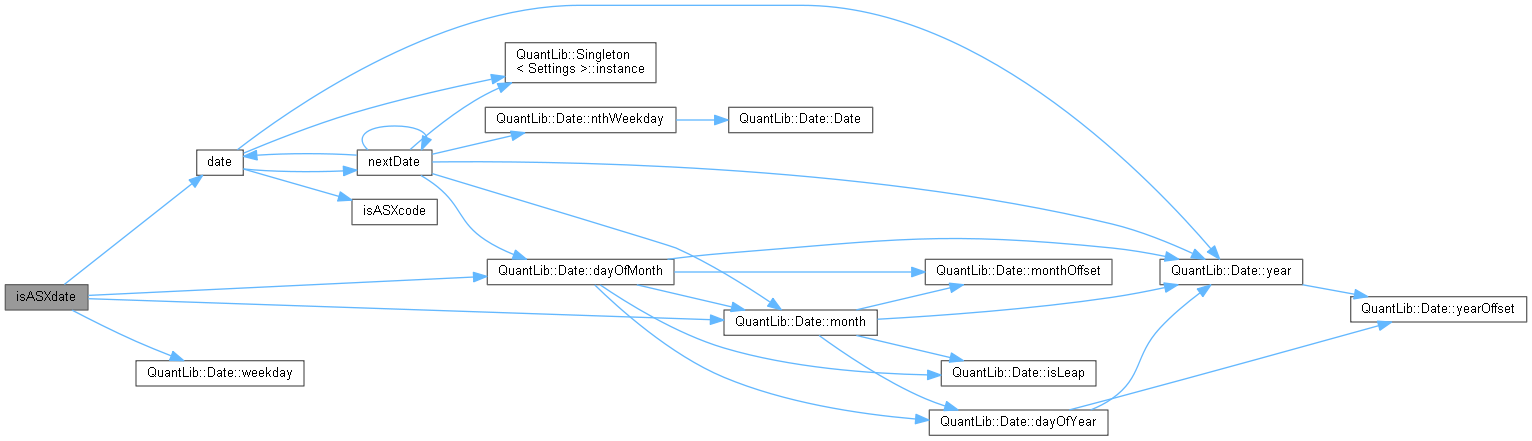 QuantLib::Singleton
< Settings >::instance
QuantLib::Date::nthWeekday
QuantLib::Date::Date
date
nextDate
isASXcode
QuantLib::Date::dayOfMonth
QuantLib::Date::monthOffset
QuantLib::Date::year
isASXdate
QuantLib::Date::yearOffset
QuantLib::Date::month
QuantLib::Date::weekday
QuantLib::Date::isLeap
QuantLib::Date::dayOfYear